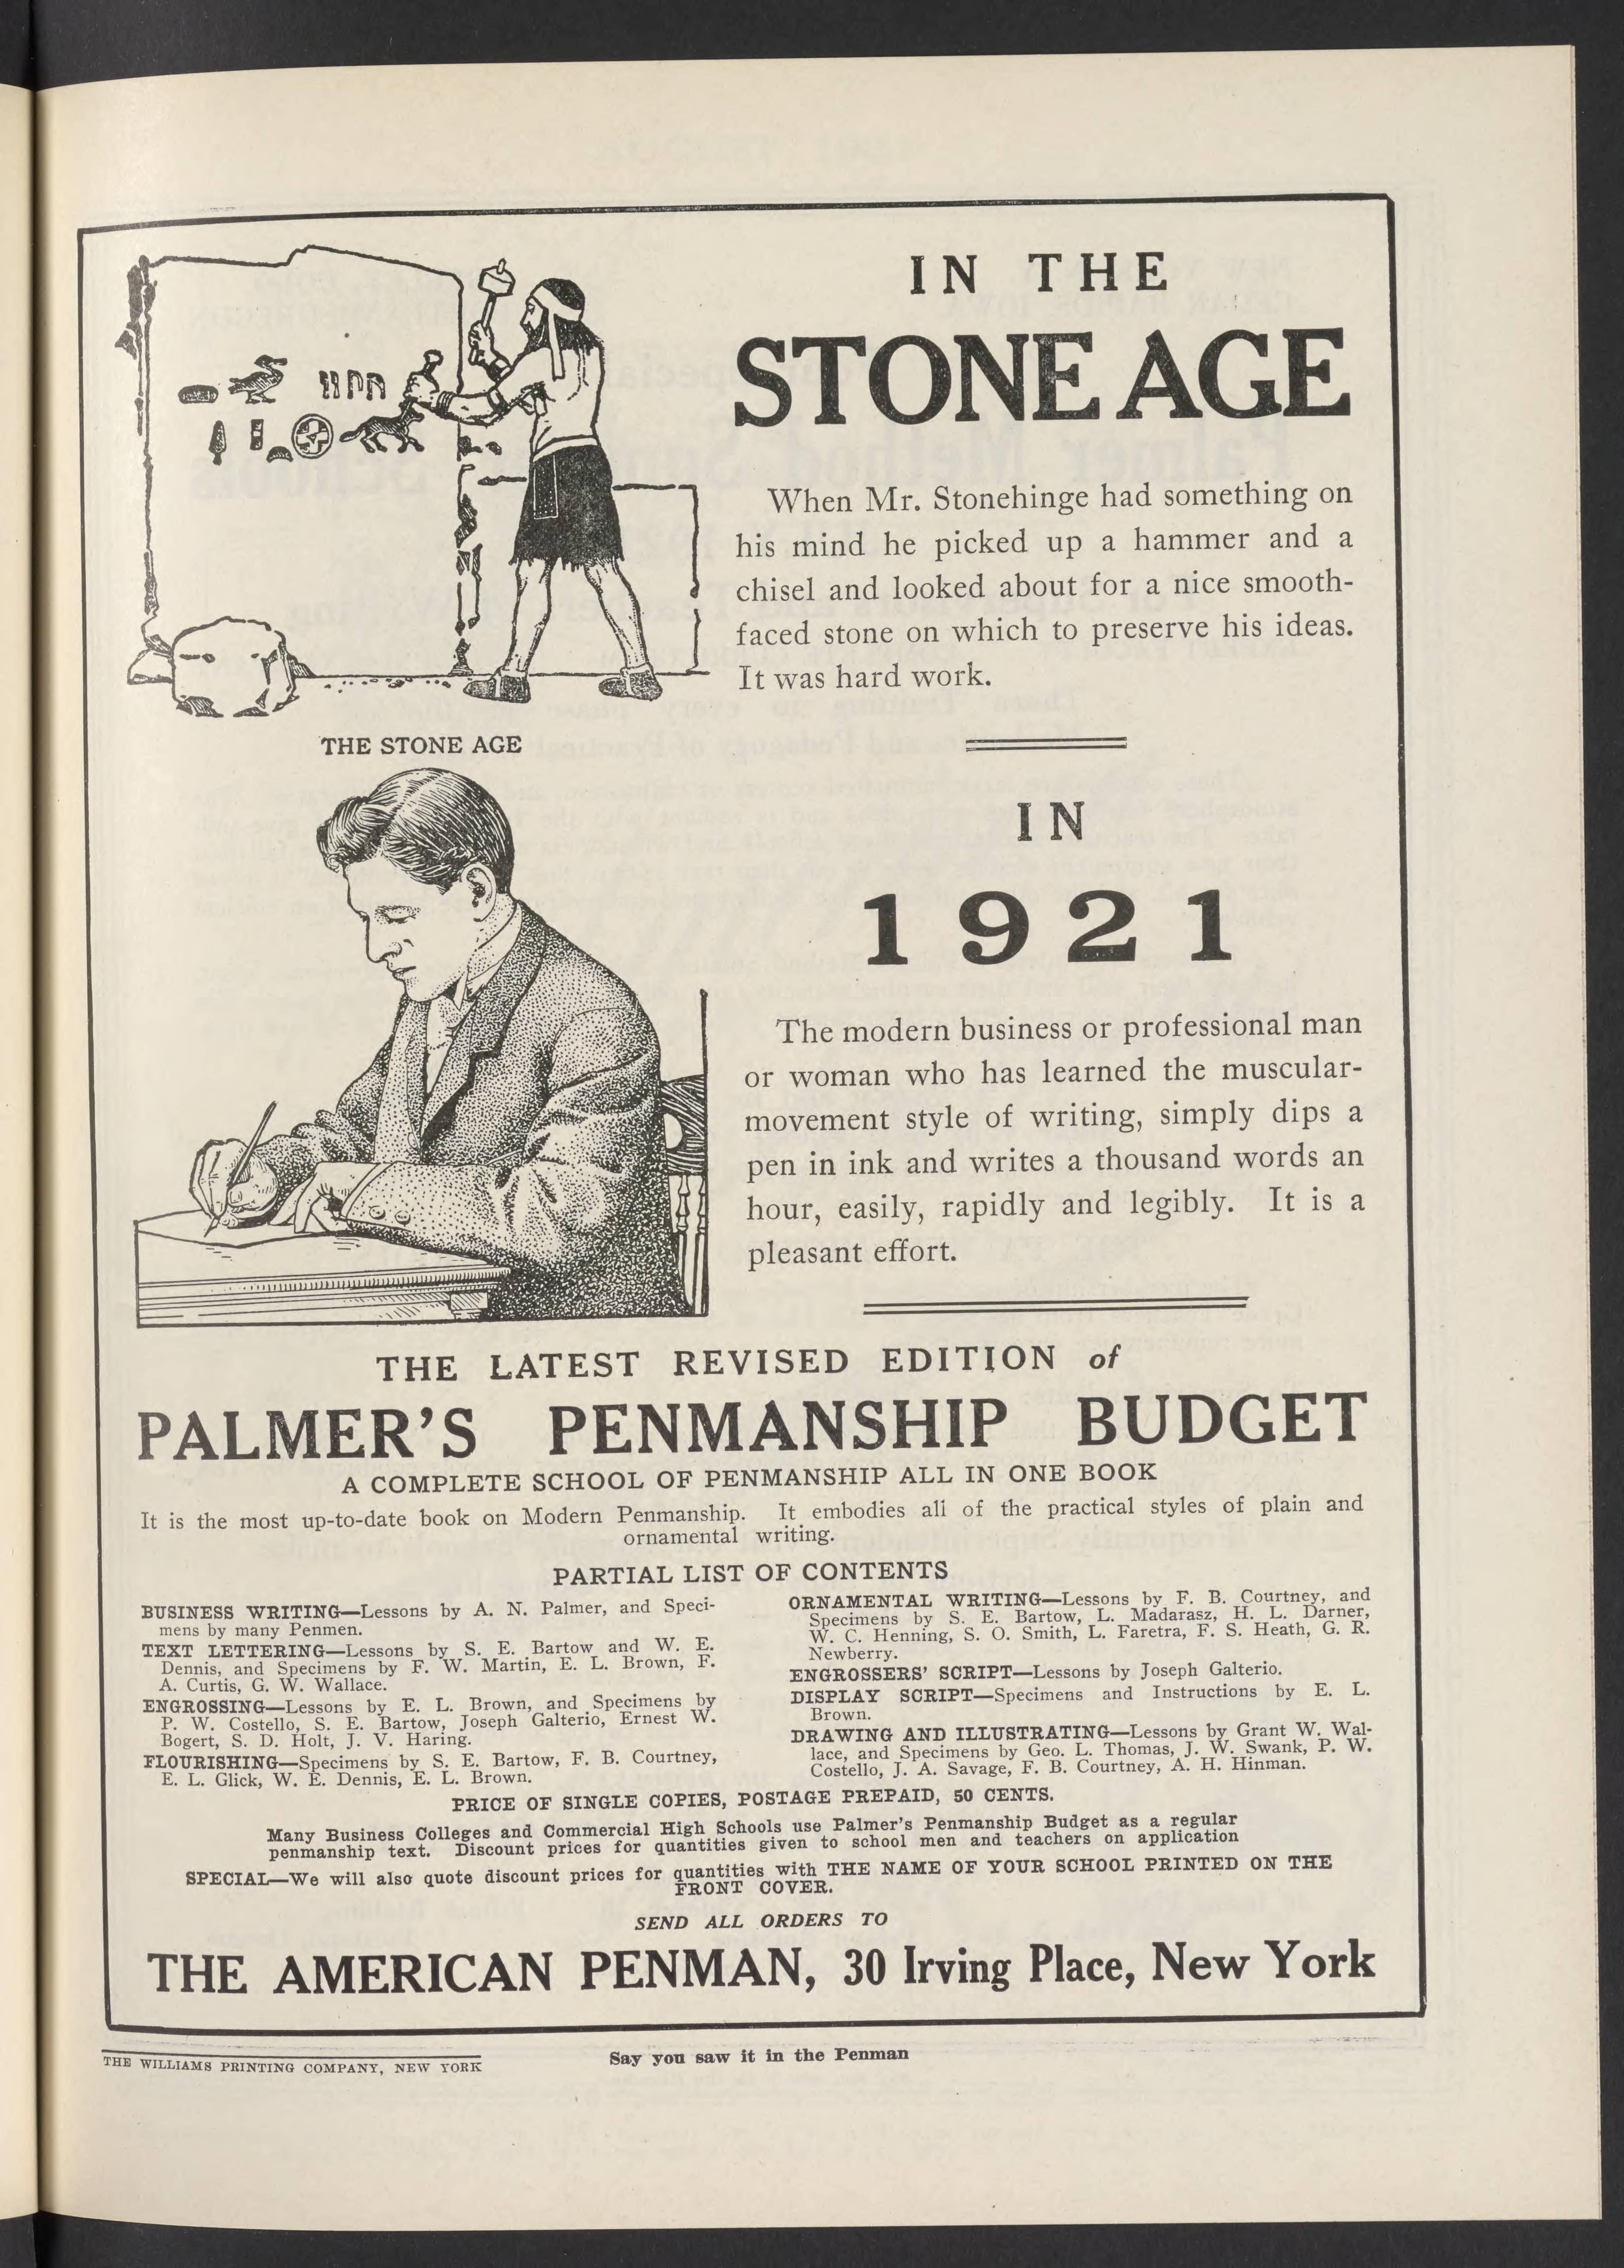 IN THE
STONE AGE
When Mr. Stonehinge had something on
his mind he picked up a hammer and a
chisel and looked about for a nice smooth-
faced stone on which to preserve his ideas.
It was hard work.
THE STONE AGE
IN
1921
The modern business or professional man
or woman who has learned the muscular-
movement style of writing, simply dips a
pen in ink and writes a thousand words an
hour, easily, rapidly and legibly. It is a
pleasant effort.
THE LATEST REVISED EDITION of
PALMER'S PENMANSHIP BUDGET
A COMPLETE SCHOOL OF PENMANSHIP ALL IN ONE BOOK
It is the most up-to-date book on Modern Penmanship. It embodies all of the practical styles of plain and
ornamental writing.
PARTIAL LIST OF CONTENTS
BUSINESS WRITING—Lessons by A. N. Palmer, and Speci-
mens by many Penmen.
TEXT LETTERING—Lessons by S. E. Bartow and W. E.
Dennis, and Specimens by F. W. Martin, E. L. Brown, F.
A. Curtis, G. W. Wallace.
ENGROSSING—Lessons by E. L. Brown, and Specimens by
P. W. Costello, S. E. Bartow, Joseph Galterio, Ernest W.
Bogert, S. D. Holt, J. V. Haring.
FLOURISHING—Specimens by S. E. Bartow, F. B. Courtney,
E. L. Glick, W. E. Dennis, E. L. Brown.
ORNAMENTAL WRITING—Lessons by F. B. Courtney, and
Specimens by S. E. Bartow, L. Madarasz, H. L. Darner,
W. C. Henning, S. O. Smith, L. Faretra, F. S. Heath, G. R.
Newberry.
ENGROSSERS' SCRIPT—Lessons by Joseph Galterio.
DISPLAY SCRIPT—Specimens and Instructions by E. L.
Brown.
DRAWING AND ILLUSTRATING—Lessons by Grant W. Wal-
lace, and Specimens by Geo. L. Thomas, J. W. Swank, P. W.
Costello, J. A. Savage, F. B. Courtney, A. H. Hinman.
PRICE OF SINGLE COPIES, POSTAGE PREPAID, 50 CENTS.
Many Business Colleges and Commercial High Schools use Palmer's Penmanship Budget as a regular
penmanship text. Discount prices for quantities given to school men and teachers on application
SPECIAL—We will also quote discount prices for quantities with THE NAME OF YOUR SCHOOL PRINTED ON THE
FRONT COVER.
SEND ALL ORDERS TO
THE AMERICAN PENMAN, 30 Irving Place, New York
THE WILLIAMS PRINTING COMPANY, NEW YORK
Say you saw it in the Penman